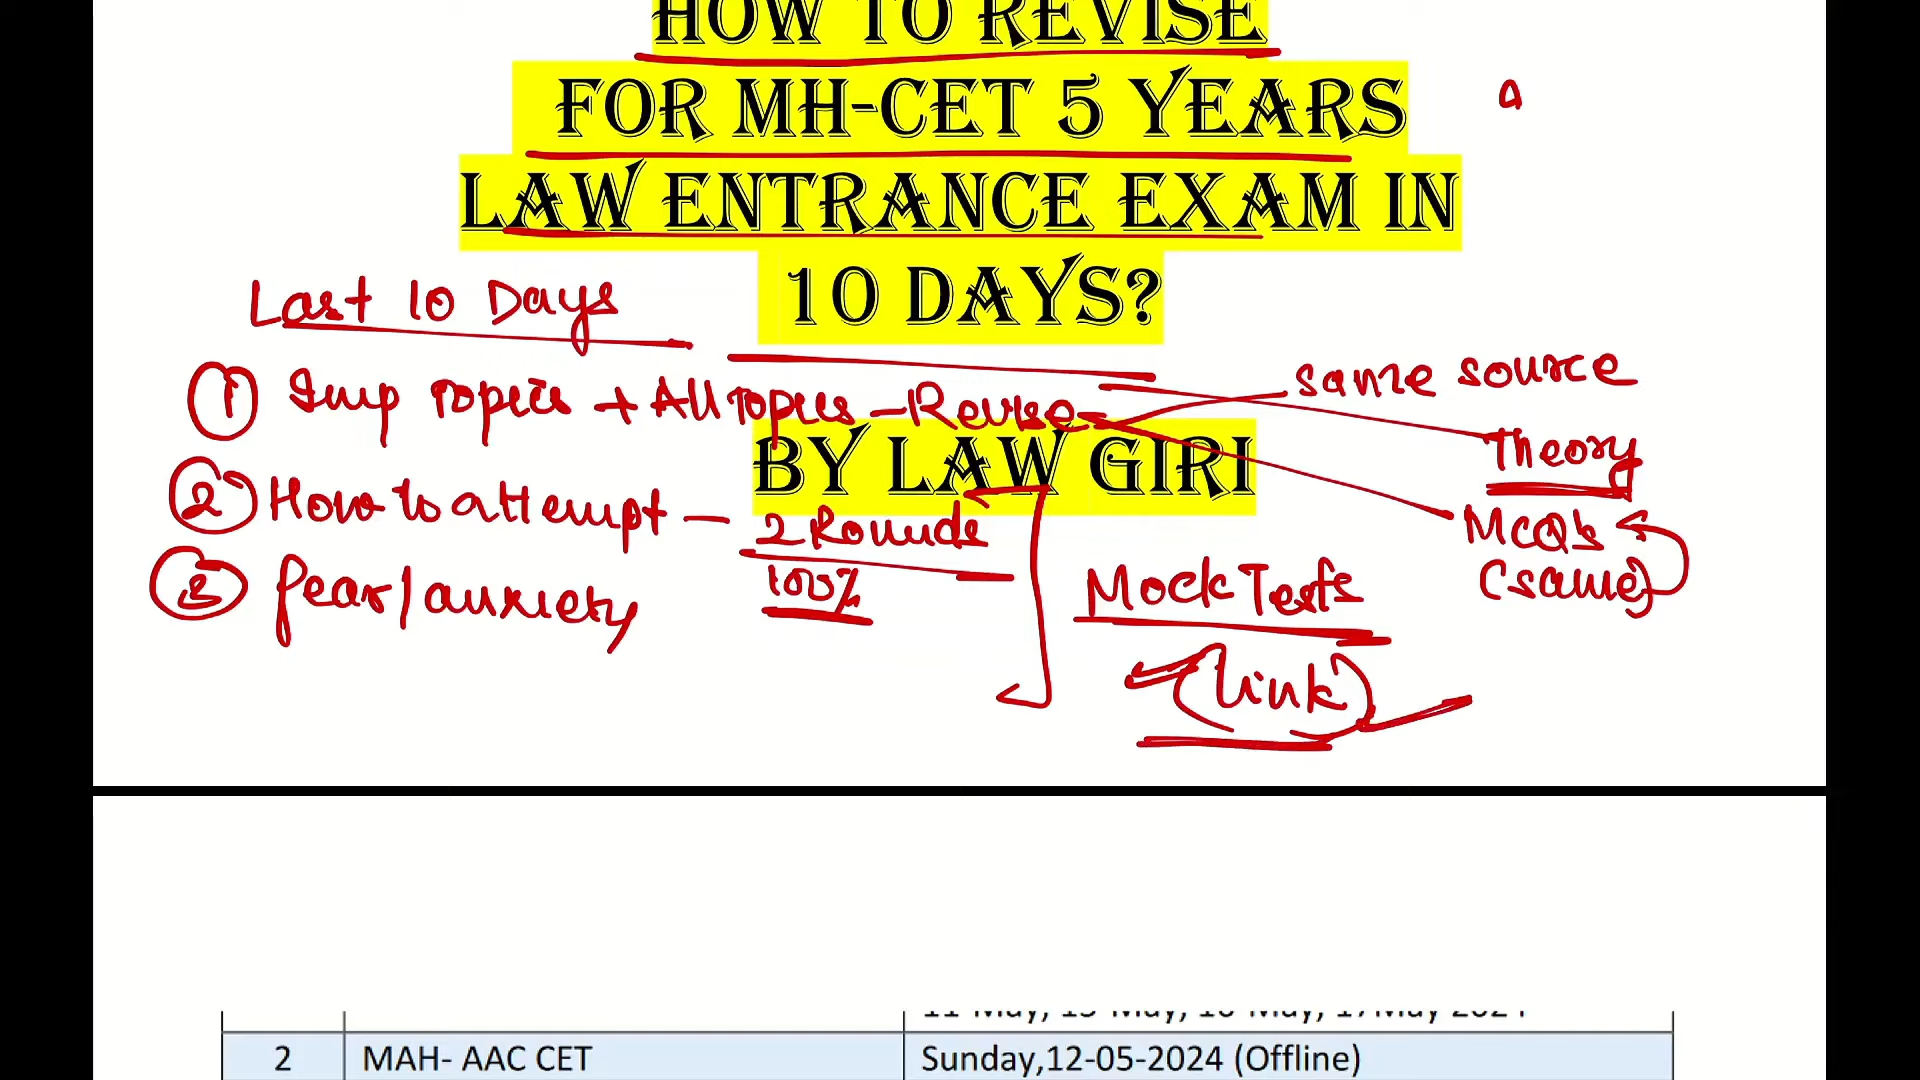 HOW TO REVISE
FOR MH-CET 5 YEARS
LAW ENTRANCE EXAM IN
10 DAYS?
BY LAW GIRI
Last 10 Days
1 Imp Topics + All Topics - Revise
same source
Theory
MCQs
(same)
2 How to attempt - 2 Rounds
100%
3 fear/anxiety
Mock Tests
(link)
2 MAH- AAC CET Sunday,12-05-2024 (Offline)